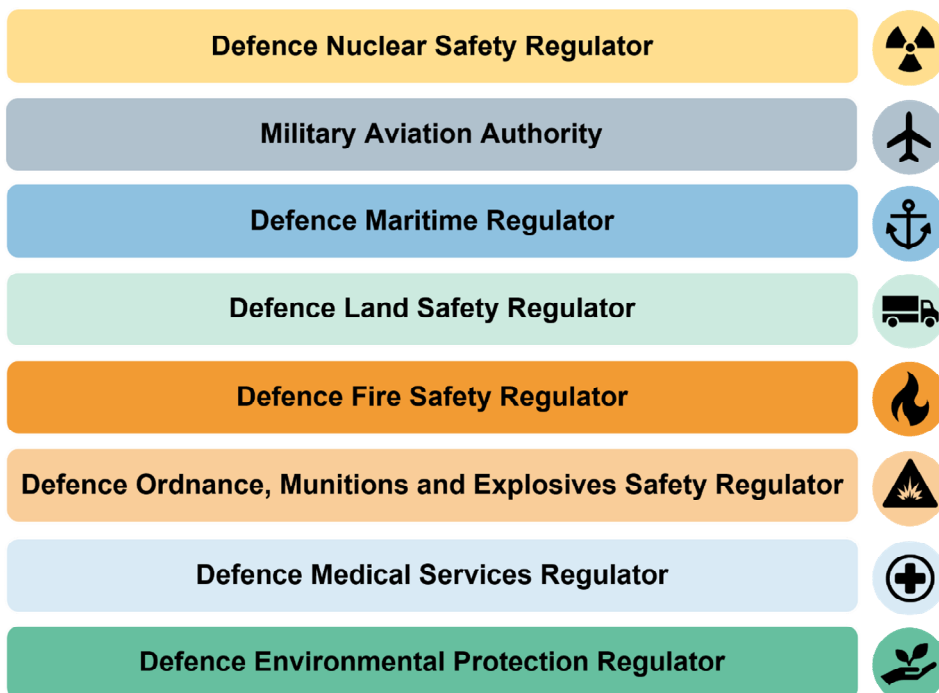 Defence Nuclear Safety Regulator
Military Aviation Authority
Defence Maritime Regulator
Defence Land Safety Regulator
Defence Fire Safety Regulator
Defence Ordnance, Munitions and Explosives Safety Regulator
Defence Medical Services Regulator
Defence Environmental Protection Regulator